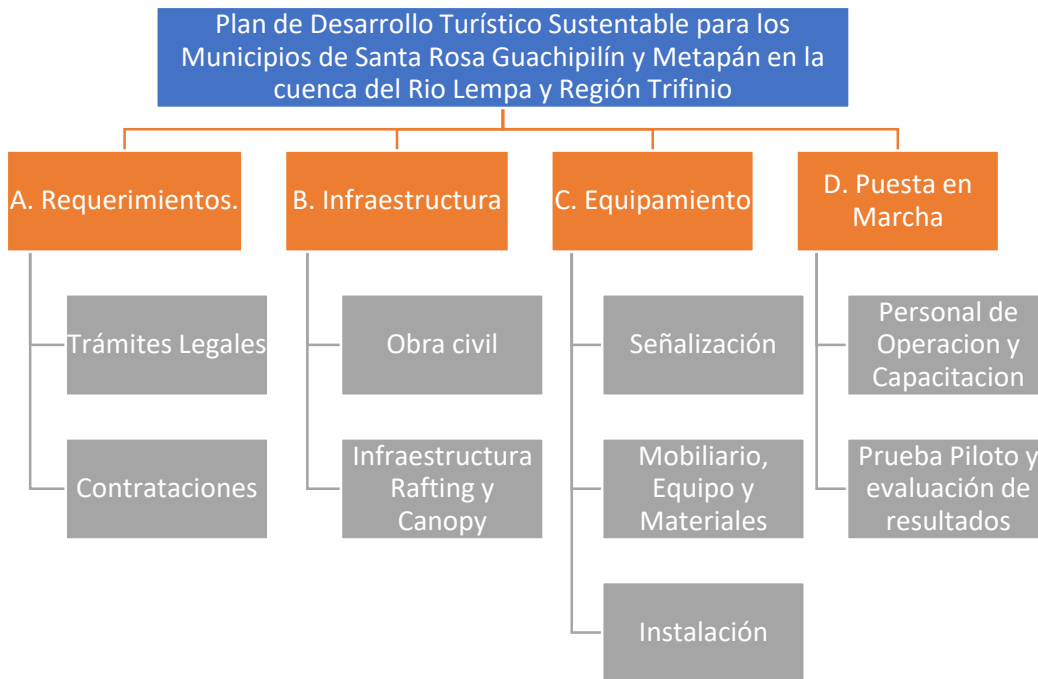 Plan de Desarrollo Turístico Sustentable para los
Municipios de Santa Rosa Guachipilín y Metapán en la
cuenca del Rio Lempa y Región Trifinio
A. Requerimientos.
Trámites Legales
Contrataciones
B. Infraestructura
Obra civil
Infraestructura
Rafting y
Canopy
C. Equipamiento
Señalización
Mobiliario,
Equipo y
Materiales
Instalación
D. Puesta en
Marcha
Personal de
Operacion y
Capacitacion
Prueba Piloto y
evaluación de
resultados